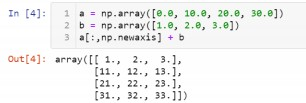 In [4]:
1 a = np.array([0.0, 10.0, 20.0, 30.0])
2 b = np.array([1.0, 2.0, 3.0])
3 a[:,np.newaxis] + b
Out[4]: array([[ 1.,  2.,  3.],
[11., 12., 13.],
[21., 22., 23.],
[31., 32., 33.]])